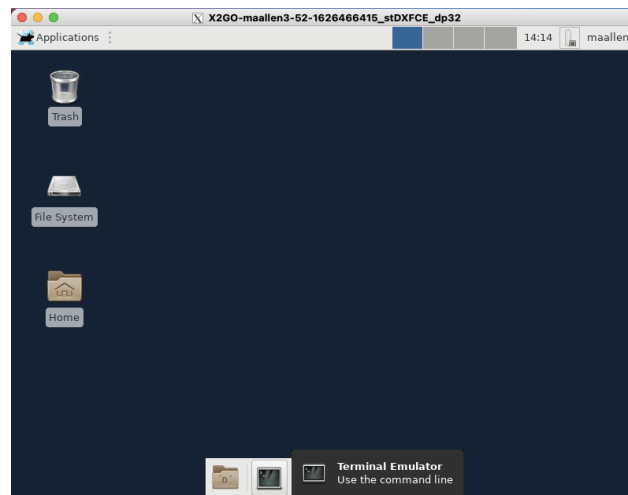 X2GO-maallen3-52-1626466415_stDXFCE_dp32
Applications 14:14 maallen
Trash
File System
Home
Terminal Emulator
Use the command line